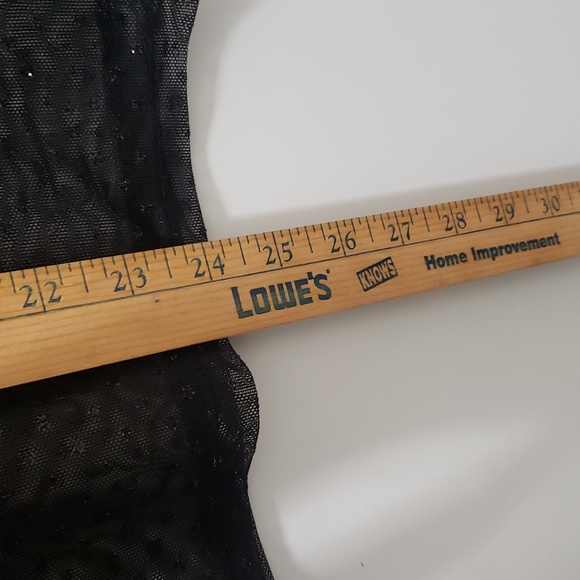 22 23 24 25 26 27 28 29 30
LOWE'S KNOWS Home Improvement